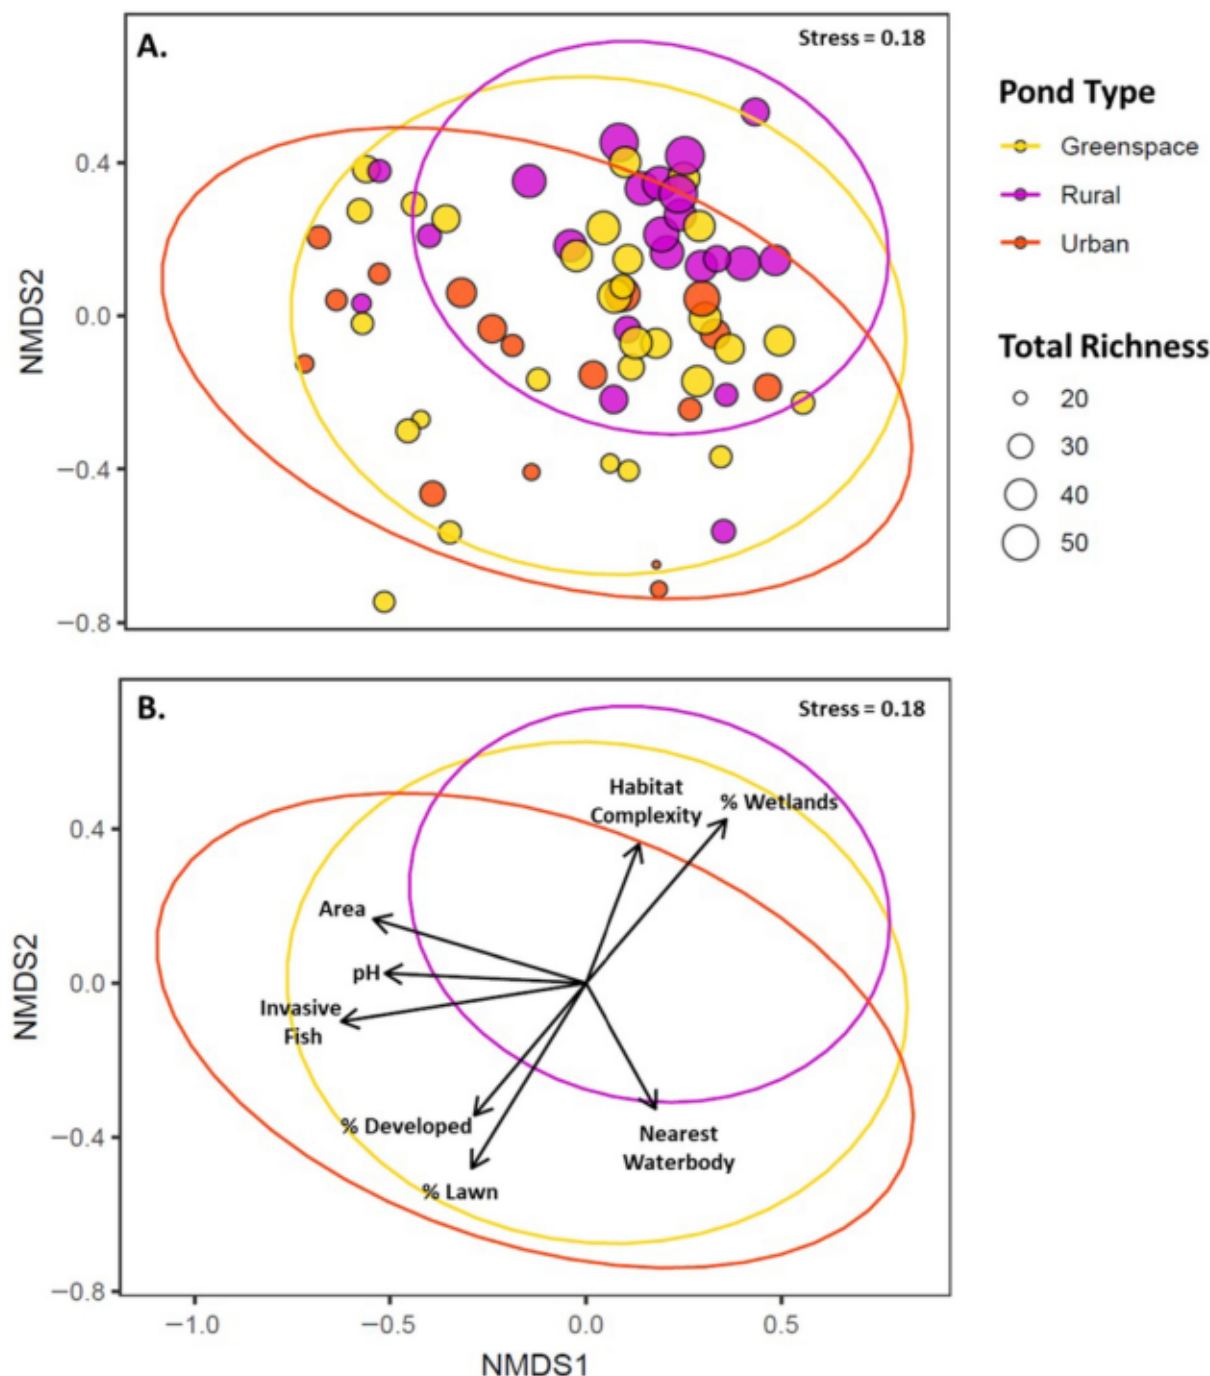 A.
Stress = 0.18
NMDS2
0.4
0.0
−0.4
−0.8
Pond Type
Greenspace
Rural
Urban
Total Richness
20
30
40
50
B.
Stress = 0.18
NMDS2
0.4
0.0
−0.4
−0.8
Habitat
Complexity
% Wetlands
Area
pH
Invasive
Fish
% Developed
% Lawn
Nearest
Waterbody
−1.0
−0.5
0.0
0.5
NMDS1